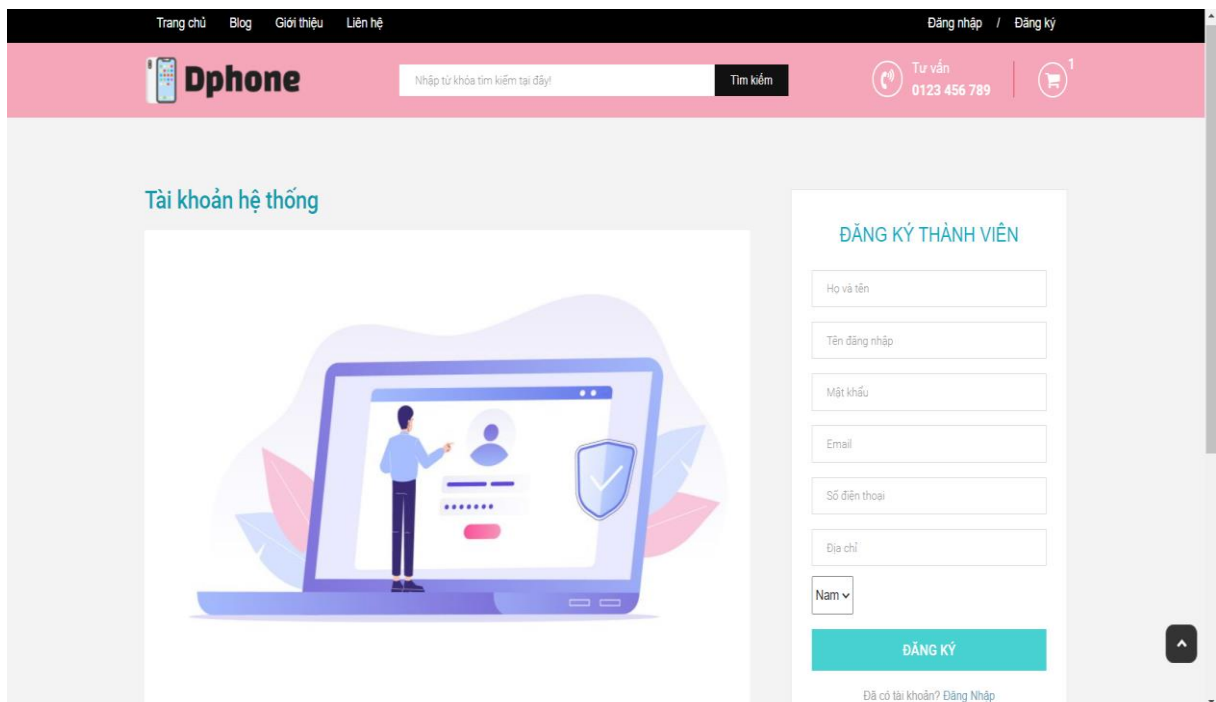 Trang chủ Blog Giới thiệu Liên hệ Đăng nhập / Đăng ký
Dphone
Nhập từ khóa tìm kiếm tại đây!
Tìm kiếm
Tư vấn
0123 456 789
1
Tài khoản hệ thống
ĐĂNG KÝ THÀNH VIÊN
Họ và tên
Tên đăng nhập
Mật khẩu
Email
Số điện thoại
Địa chỉ
Nam
ĐĂNG KÝ
Đã có tài khoản? Đăng Nhập